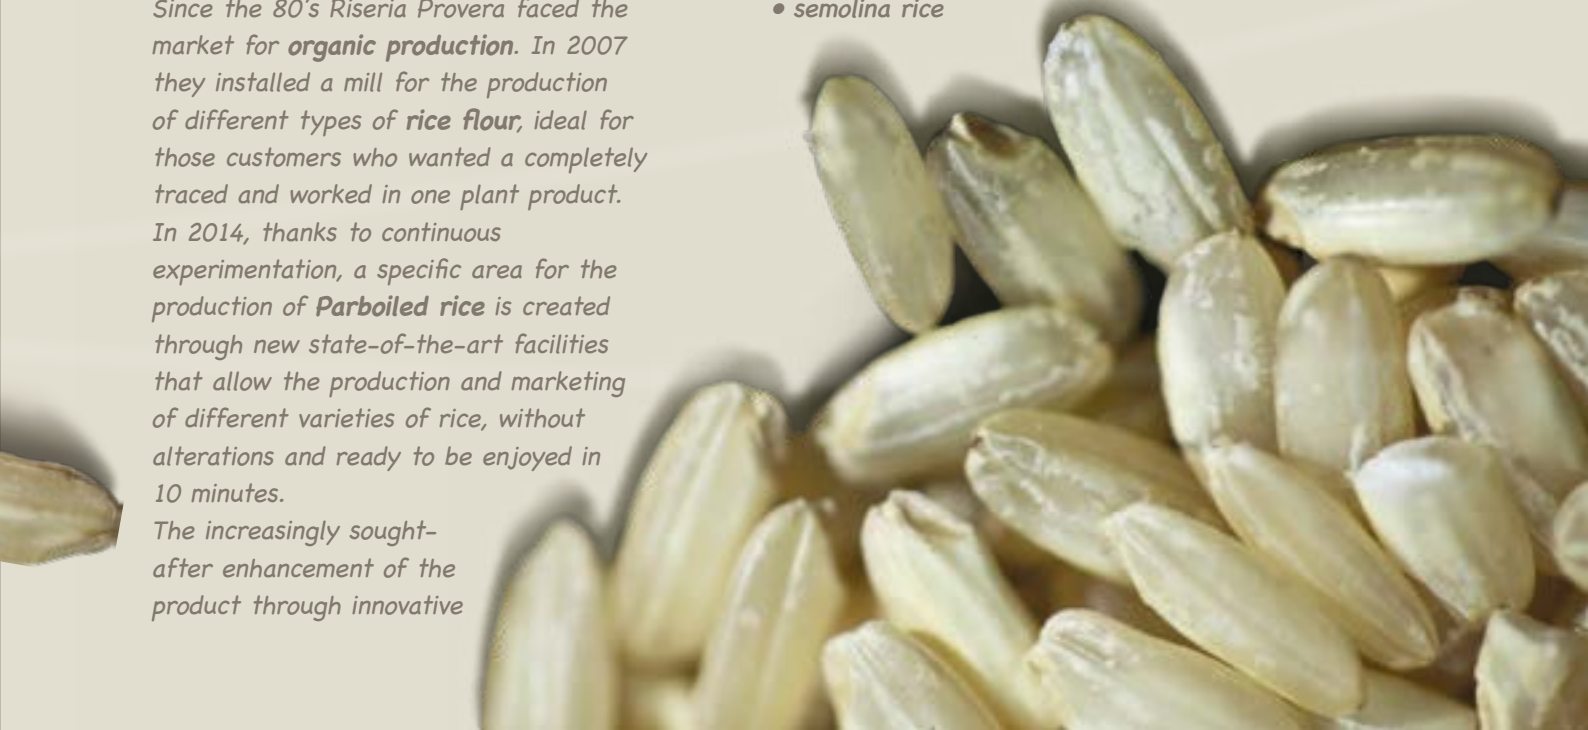 Since the 80's Riseria Provera faced the
market for organic production. In 2007
they installed a mill for the production
of different types of rice flour, ideal for
those customers who wanted a completely
traced and worked in one plant product.
In 2014, thanks to continuous
experimentation, a specific area for the
production of Parboiled rice is created
through new state-of-the-art facilities
that allow the production and marketing
of different varieties of rice, without
alterations and ready to be enjoyed in
10 minutes.
The increasingly sought-
after enhancement of the
product through innovative
• semolina rice